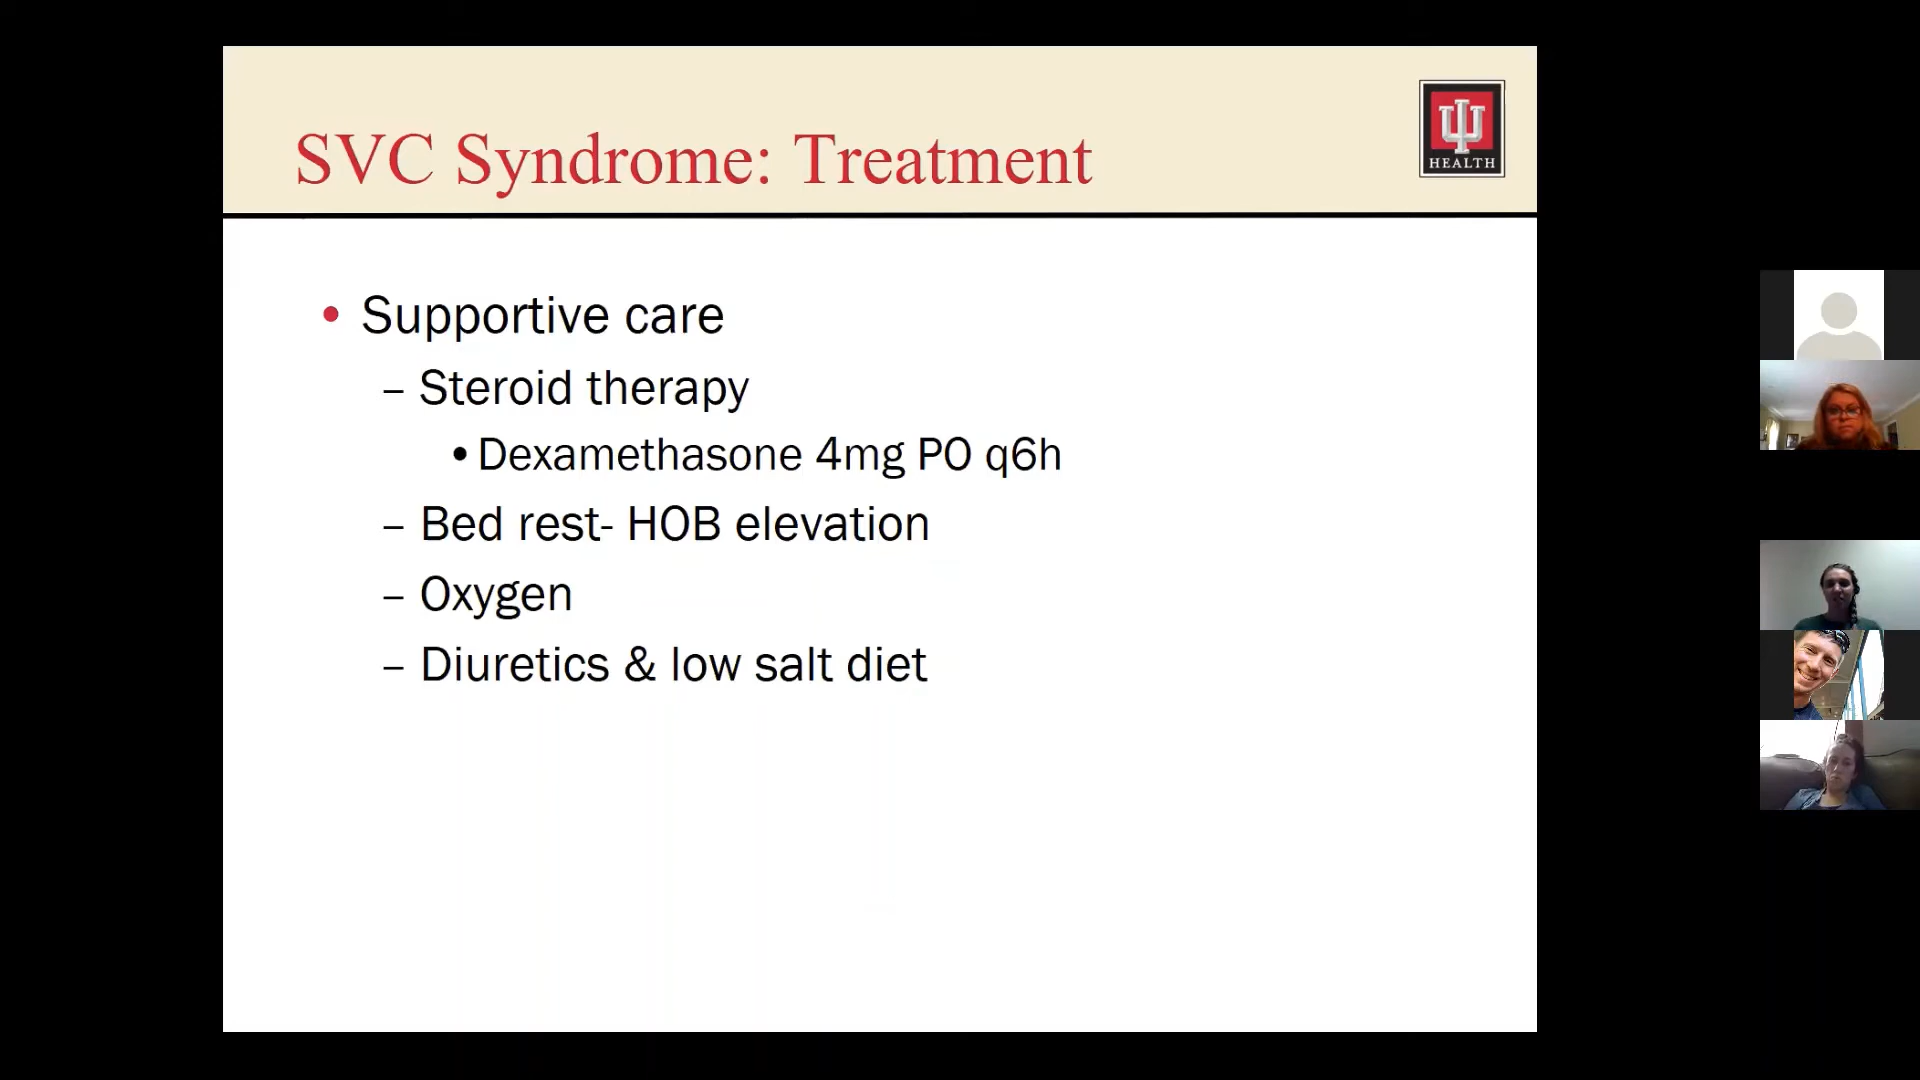 SVC Syndrome: Treatment
HEALTH
• Supportive care
– Steroid therapy
• Dexamethasone 4mg PO q6h
– Bed rest- HOB elevation
– Oxygen
– Diuretics & low salt diet